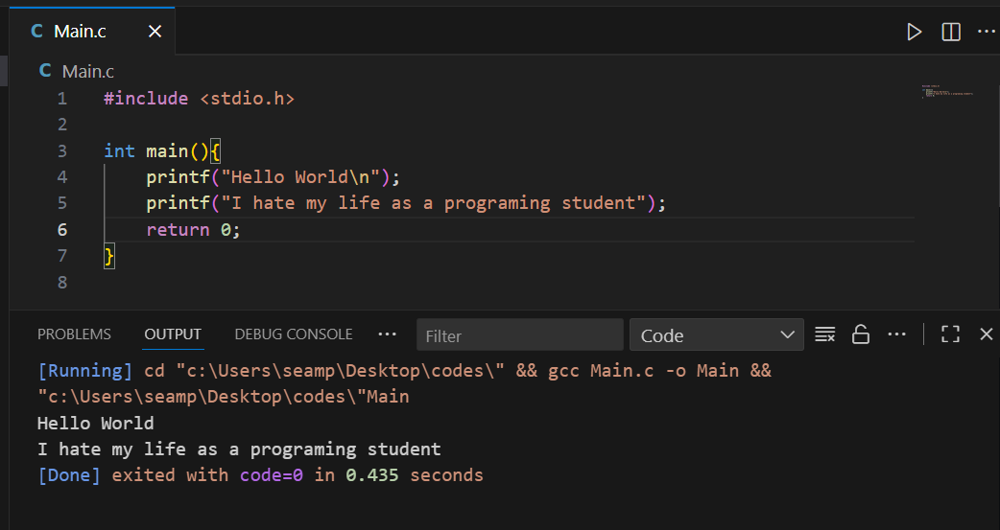 C Main.c ×
C Main.c
1 #include <stdio.h>
2
3 int main(){
4 printf("Hello World\n");
5 printf("I hate my life as a programing student");
6 return 0;
7 }
8
PROBLEMS OUTPUT DEBUG CONSOLE ··· Filter Code ···
[Running] cd "c:\Users\seamp\Desktop\codes\" && gcc Main.c -o Main &&
"c:\Users\seamp\Desktop\codes\"Main
Hello World
I hate my life as a programing student
[Done] exited with code=0 in 0.435 seconds